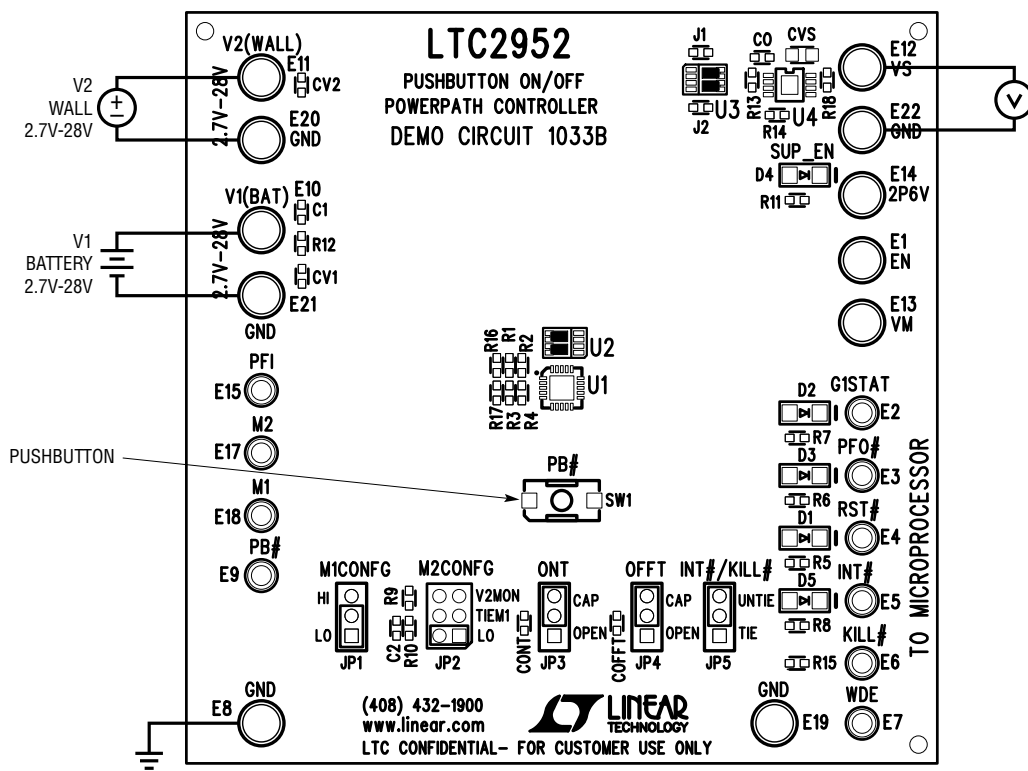 LTC2952
PUSHBUTTON ON/OFF
POWERPATH CONTROLLER
DEMO CIRCUIT 1033B
V2
WALL
2.7V-28V
V2(WALL)
E11
CV2
2.7V-28V
E20
GND
V1
BATTERY
2.7V-28V
V1(BAT)
E10
C1
R12
CV1
2.7V-28V
E21
GND
PFI
E15
M2
E17
M1
E18
PB#
E9
PUSHBUTTON
J1
J2
U3
CO
CVS
R13
R18
U4
R14
SUP_EN
D4
R11
E12
VS
V
E22
GND
E14
2P6V
E1
EN
E13
VM
R16
R1
R2
U2
U1
R17
R3
R4
PB#
SW1
G1STAT
D2
E2
R7
PFO#
D3
E3
R6
RST#
D1
E4
R5
INT#
D5
E5
R8
KILL#
R15
E6
WDE
E7
TO MICROPROCESSOR
M1CONFG
HI
LO
JP1
M2CONFG
R9
C2
R10
V2MON
TIEM1
LO
JP2
ONT
CAP
OPEN
CONT
JP3
OFFT
CAP
OPEN
COFFT
JP4
INT#/KILL#
UNTIE
TIE
JP5
GND
E8
(408) 432-1900
www.linear.com
LINEAR
TECHNOLOGY
GND
E19
LTC CONFIDENTIAL- FOR CUSTOMER USE ONLY